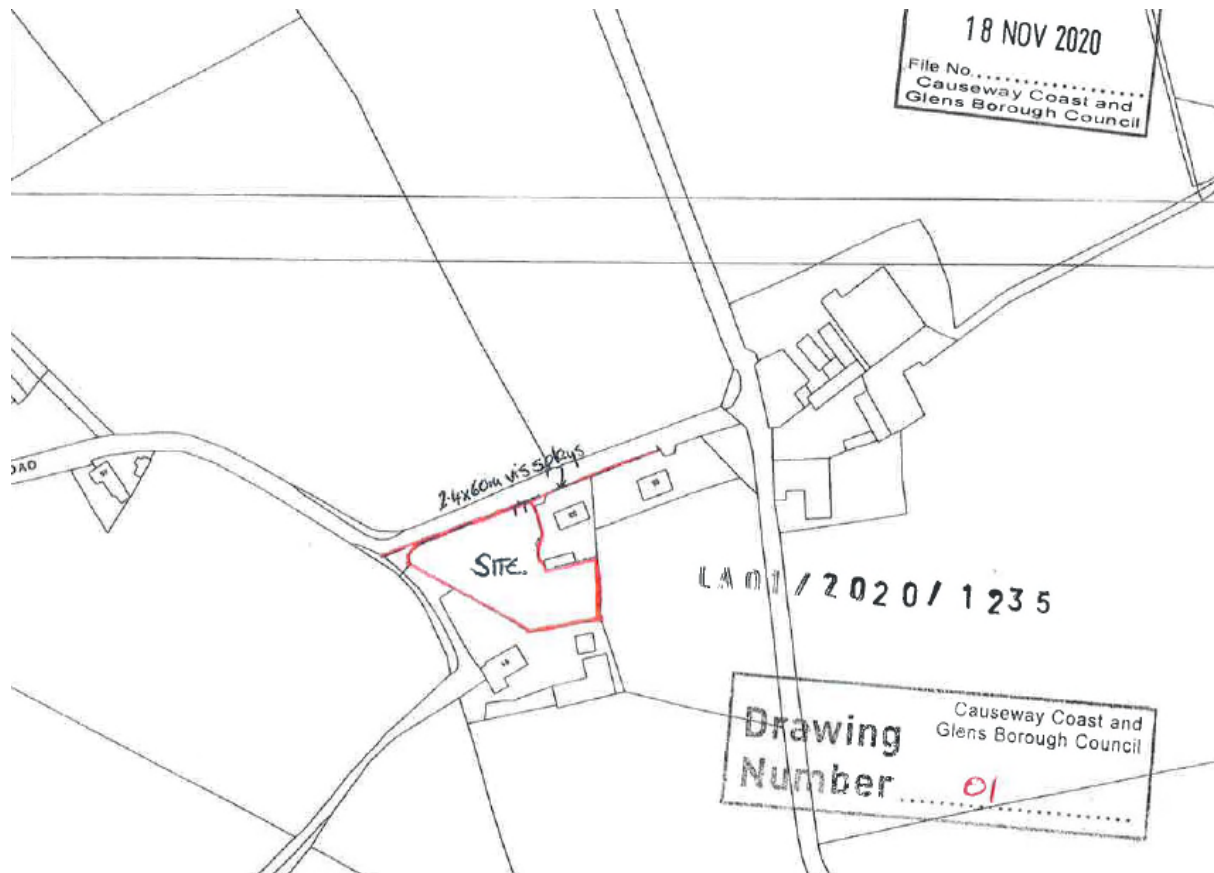 18 NOV 2020
File No.................
Causeway Coast and
Glens Borough Council
OAD
2.4x60m vis splays
SITE.
LA01/2020/1235
Causeway Coast and
Glens Borough Council
Drawing
Number ........01........